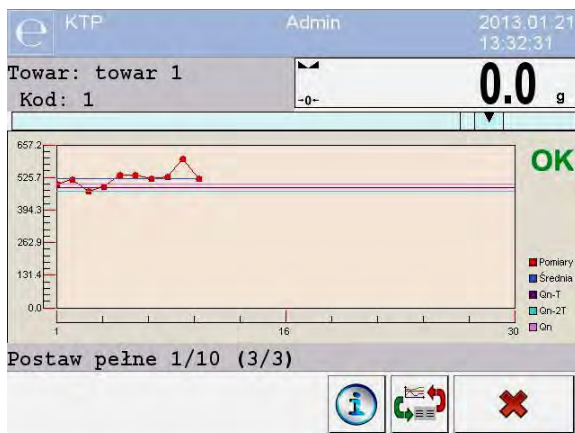 e KTP Admin 2013.01.21
13:32:31
Towar: towar 1
Kod: 1
→0← 0.0 g
OK
657.2
525.7
394.3
262.9
131.4
0.0
1 16 30
Pomiary
Średnia
Qn-T
Qn-2T
Qn
Postaw pełne 1/10 (3/3)